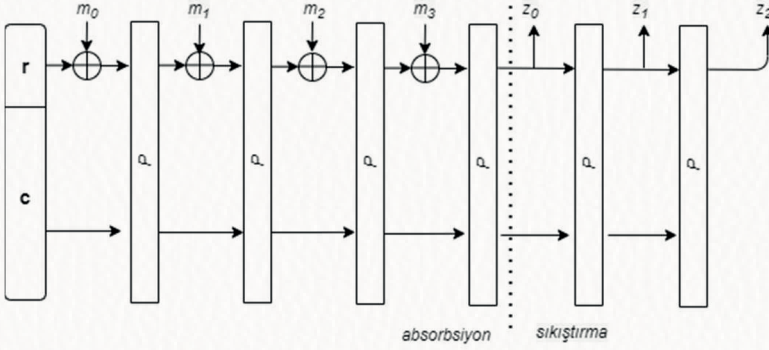 m0 m1 m2 m3 z0 z1 z2
r
P P P P P P
c
absorbsiyon sıkıştırma